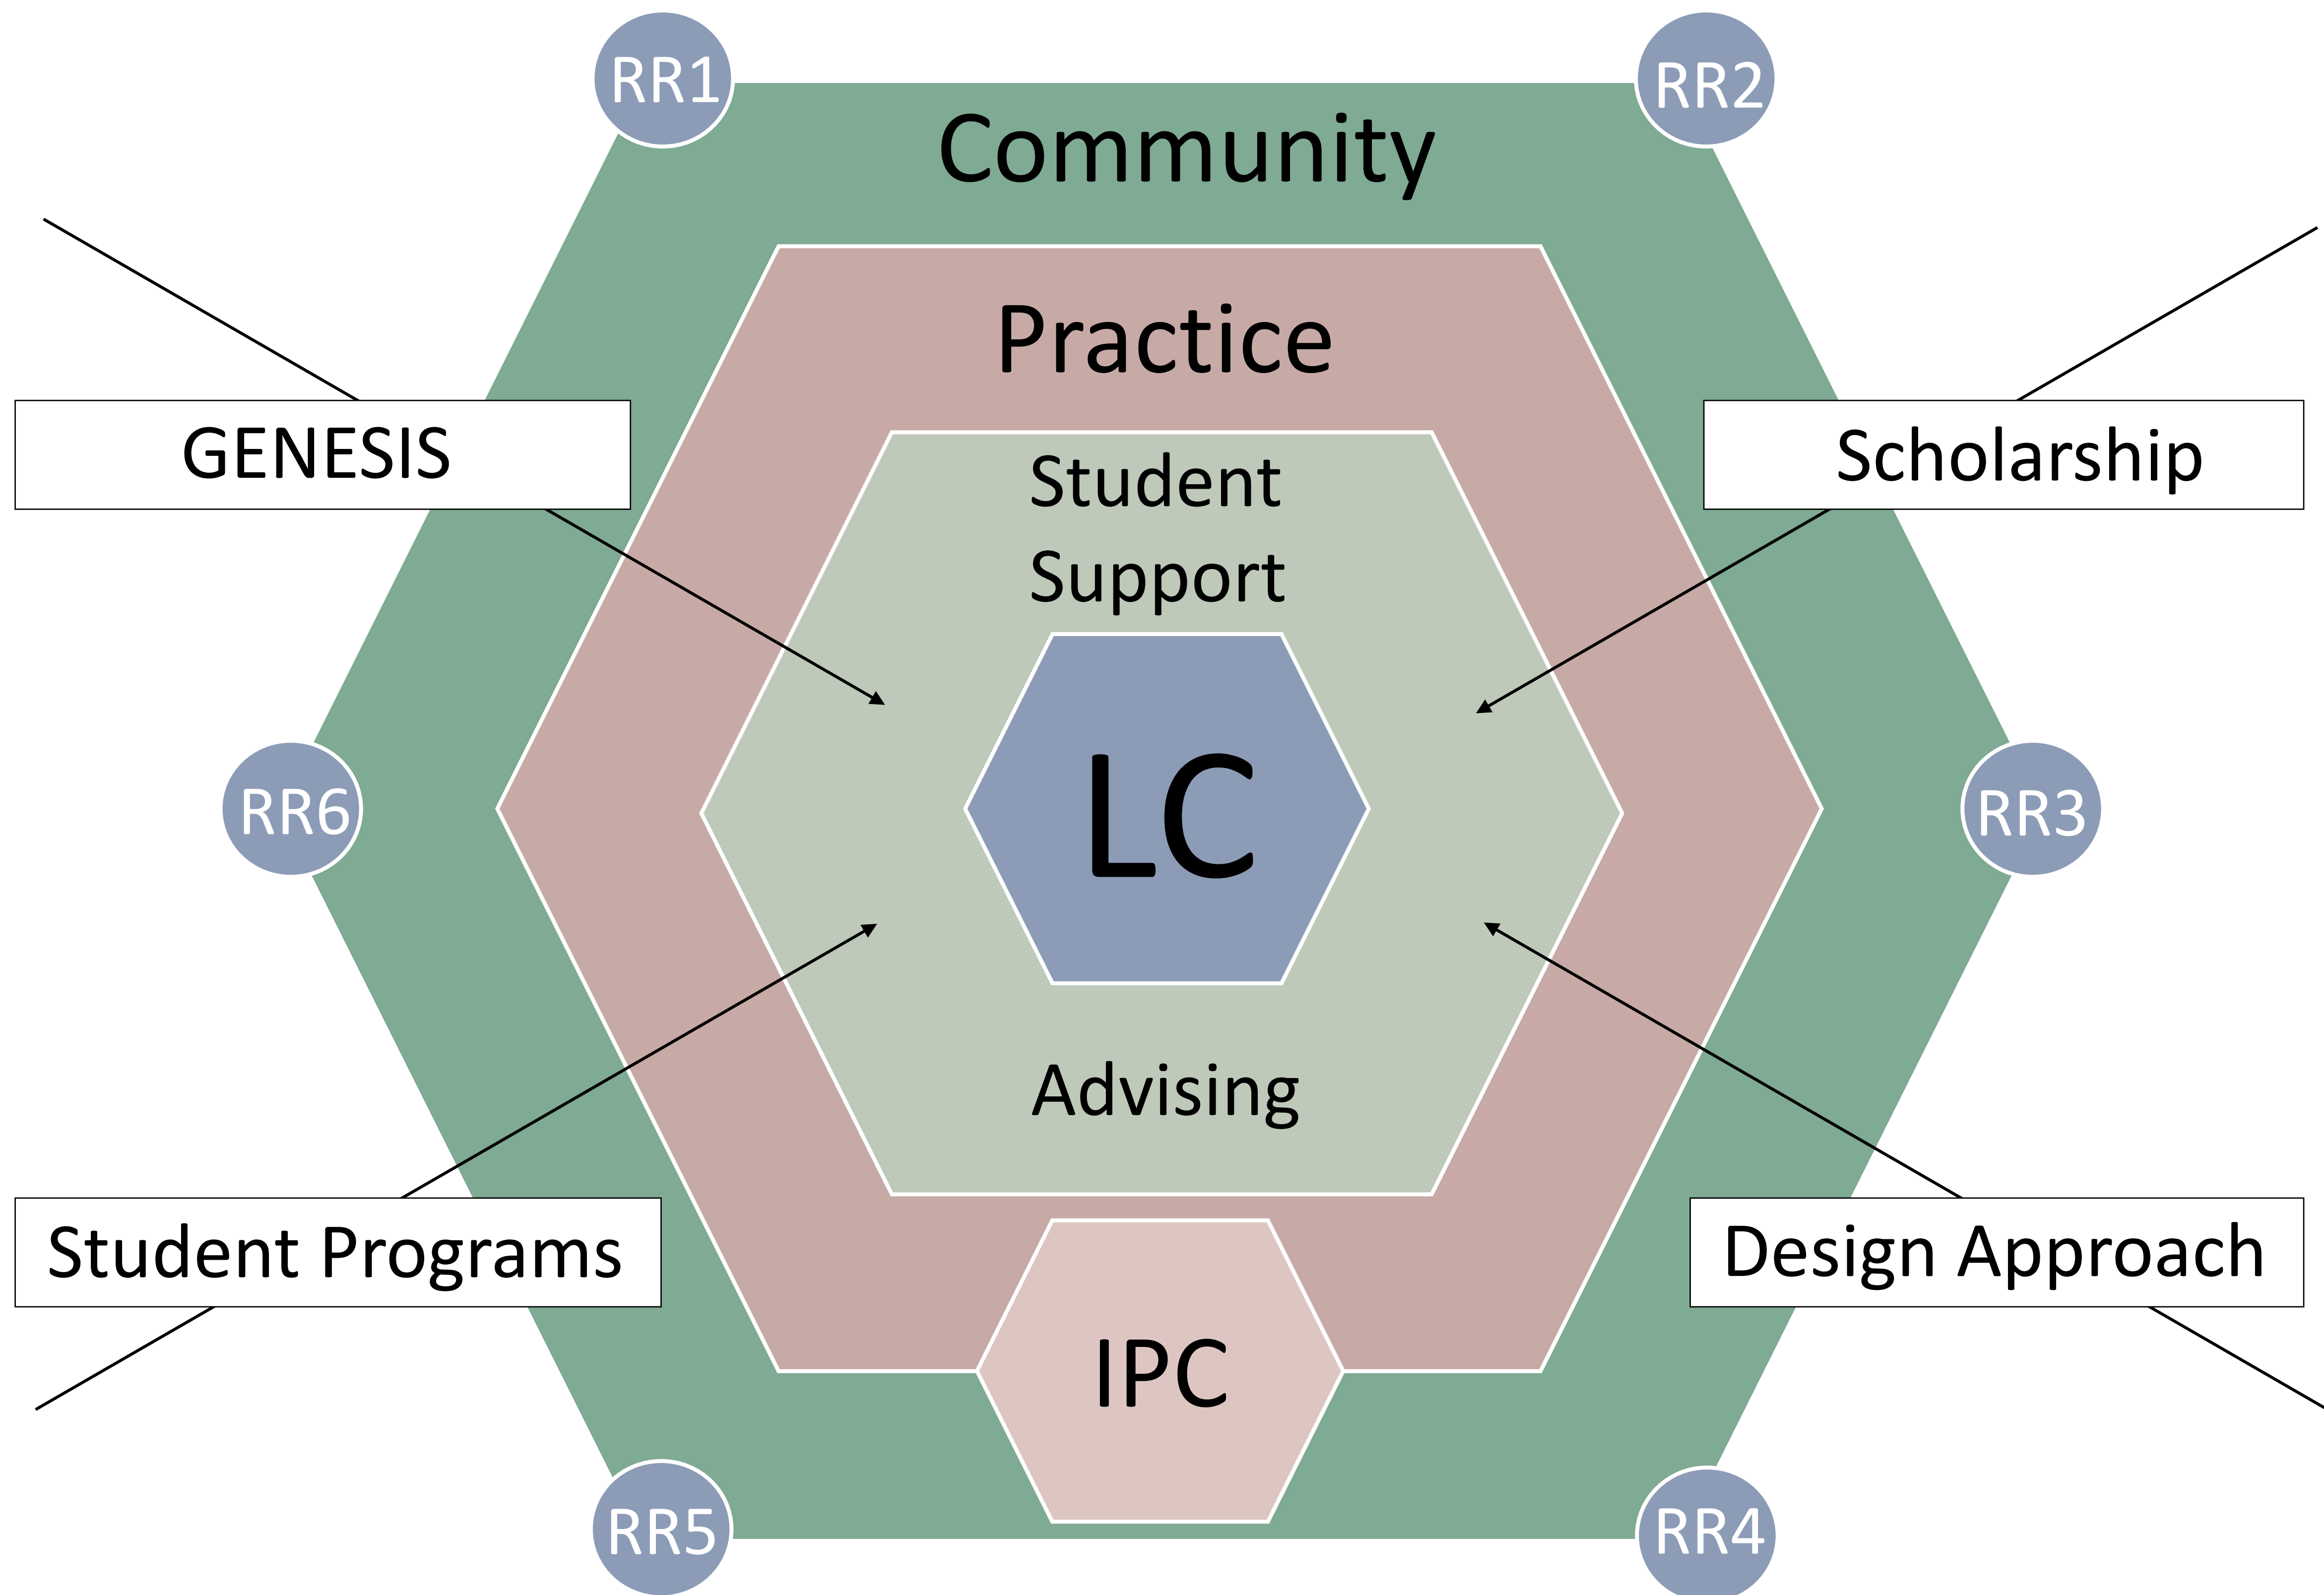 RR1
RR2
Community
Practice
GENESIS
Scholarship
Student
Support
LC
RR6
RR3
Advising
Student Programs
Design Approach
IPC
RR5
RR4